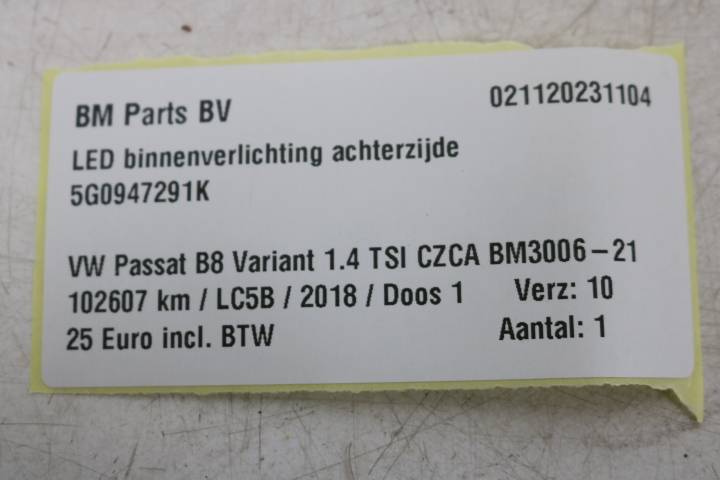 BM Parts BV 021120231104
LED binnenverlichting achterzijde
5G0947291K
VW Passat B8 Variant 1.4 TSI CZCA BM3006-21
102607 km / LC5B / 2018 / Doos 1 Verz: 10
25 Euro incl. BTW Aantal: 1